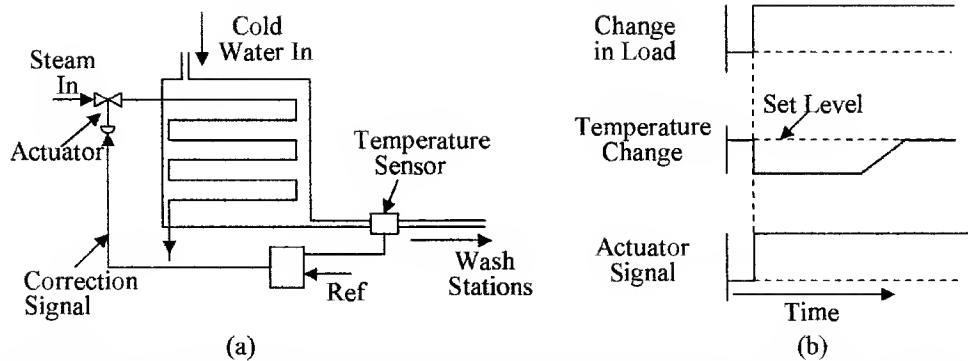 Cold
Water In
Steam
In
Actuator
Temperature
Sensor
Correction
Signal
Ref
Wash
Stations
(a)
Change
in Load
Set Level
Temperature
Change
Actuator
Signal
Time
(b)